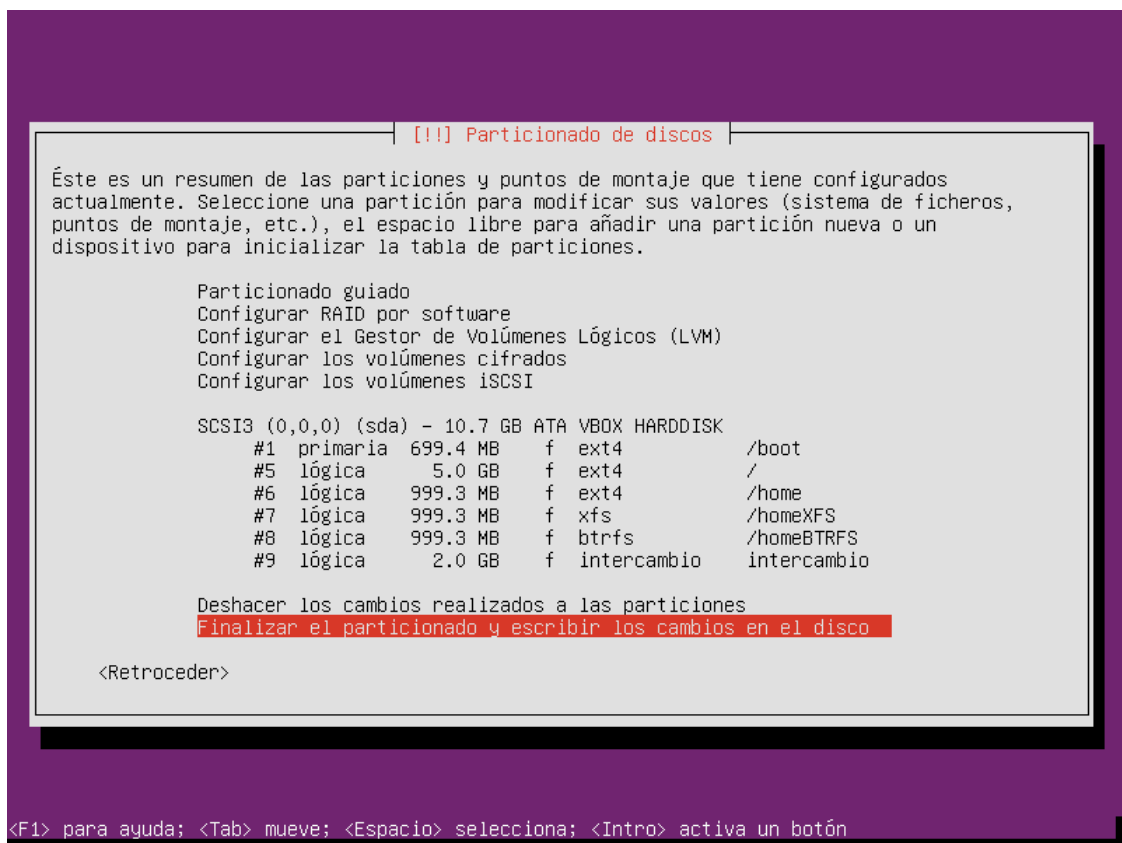 [!!] Particionado de discos
Éste es un resumen de las particiones y puntos de montaje que tiene configurados
actualmente. Seleccione una partición para modificar sus valores (sistema de ficheros,
puntos de montaje, etc.), el espacio libre para añadir una partición nueva o un
dispositivo para inicializar la tabla de particiones.
Particionado guiado
Configurar RAID por software
Configurar el Gestor de Volúmenes Lógicos (LVM)
Configurar los volúmenes cifrados
Configurar los volúmenes iSCSI
SCSI3 (0,0,0) (sda) – 10.7 GB ATA VBOX HARDDISK
#1 primaria 699.4 MB f ext4 /boot
#5 lógica 5.0 GB f ext4 /
#6 lógica 999.3 MB f ext4 /home
#7 lógica 999.3 MB f xfs /homeXFS
#8 lógica 999.3 MB f btrfs /homeBTRFS
#9 lógica 2.0 GB f intercambio intercambio
Deshacer los cambios realizados a las particiones
Finalizar el particionado y escribir los cambios en el disco
<Retroceder>
<F1> para ayuda; <Tab> mueve; <Espacio> selecciona; <Intro> activa un botón